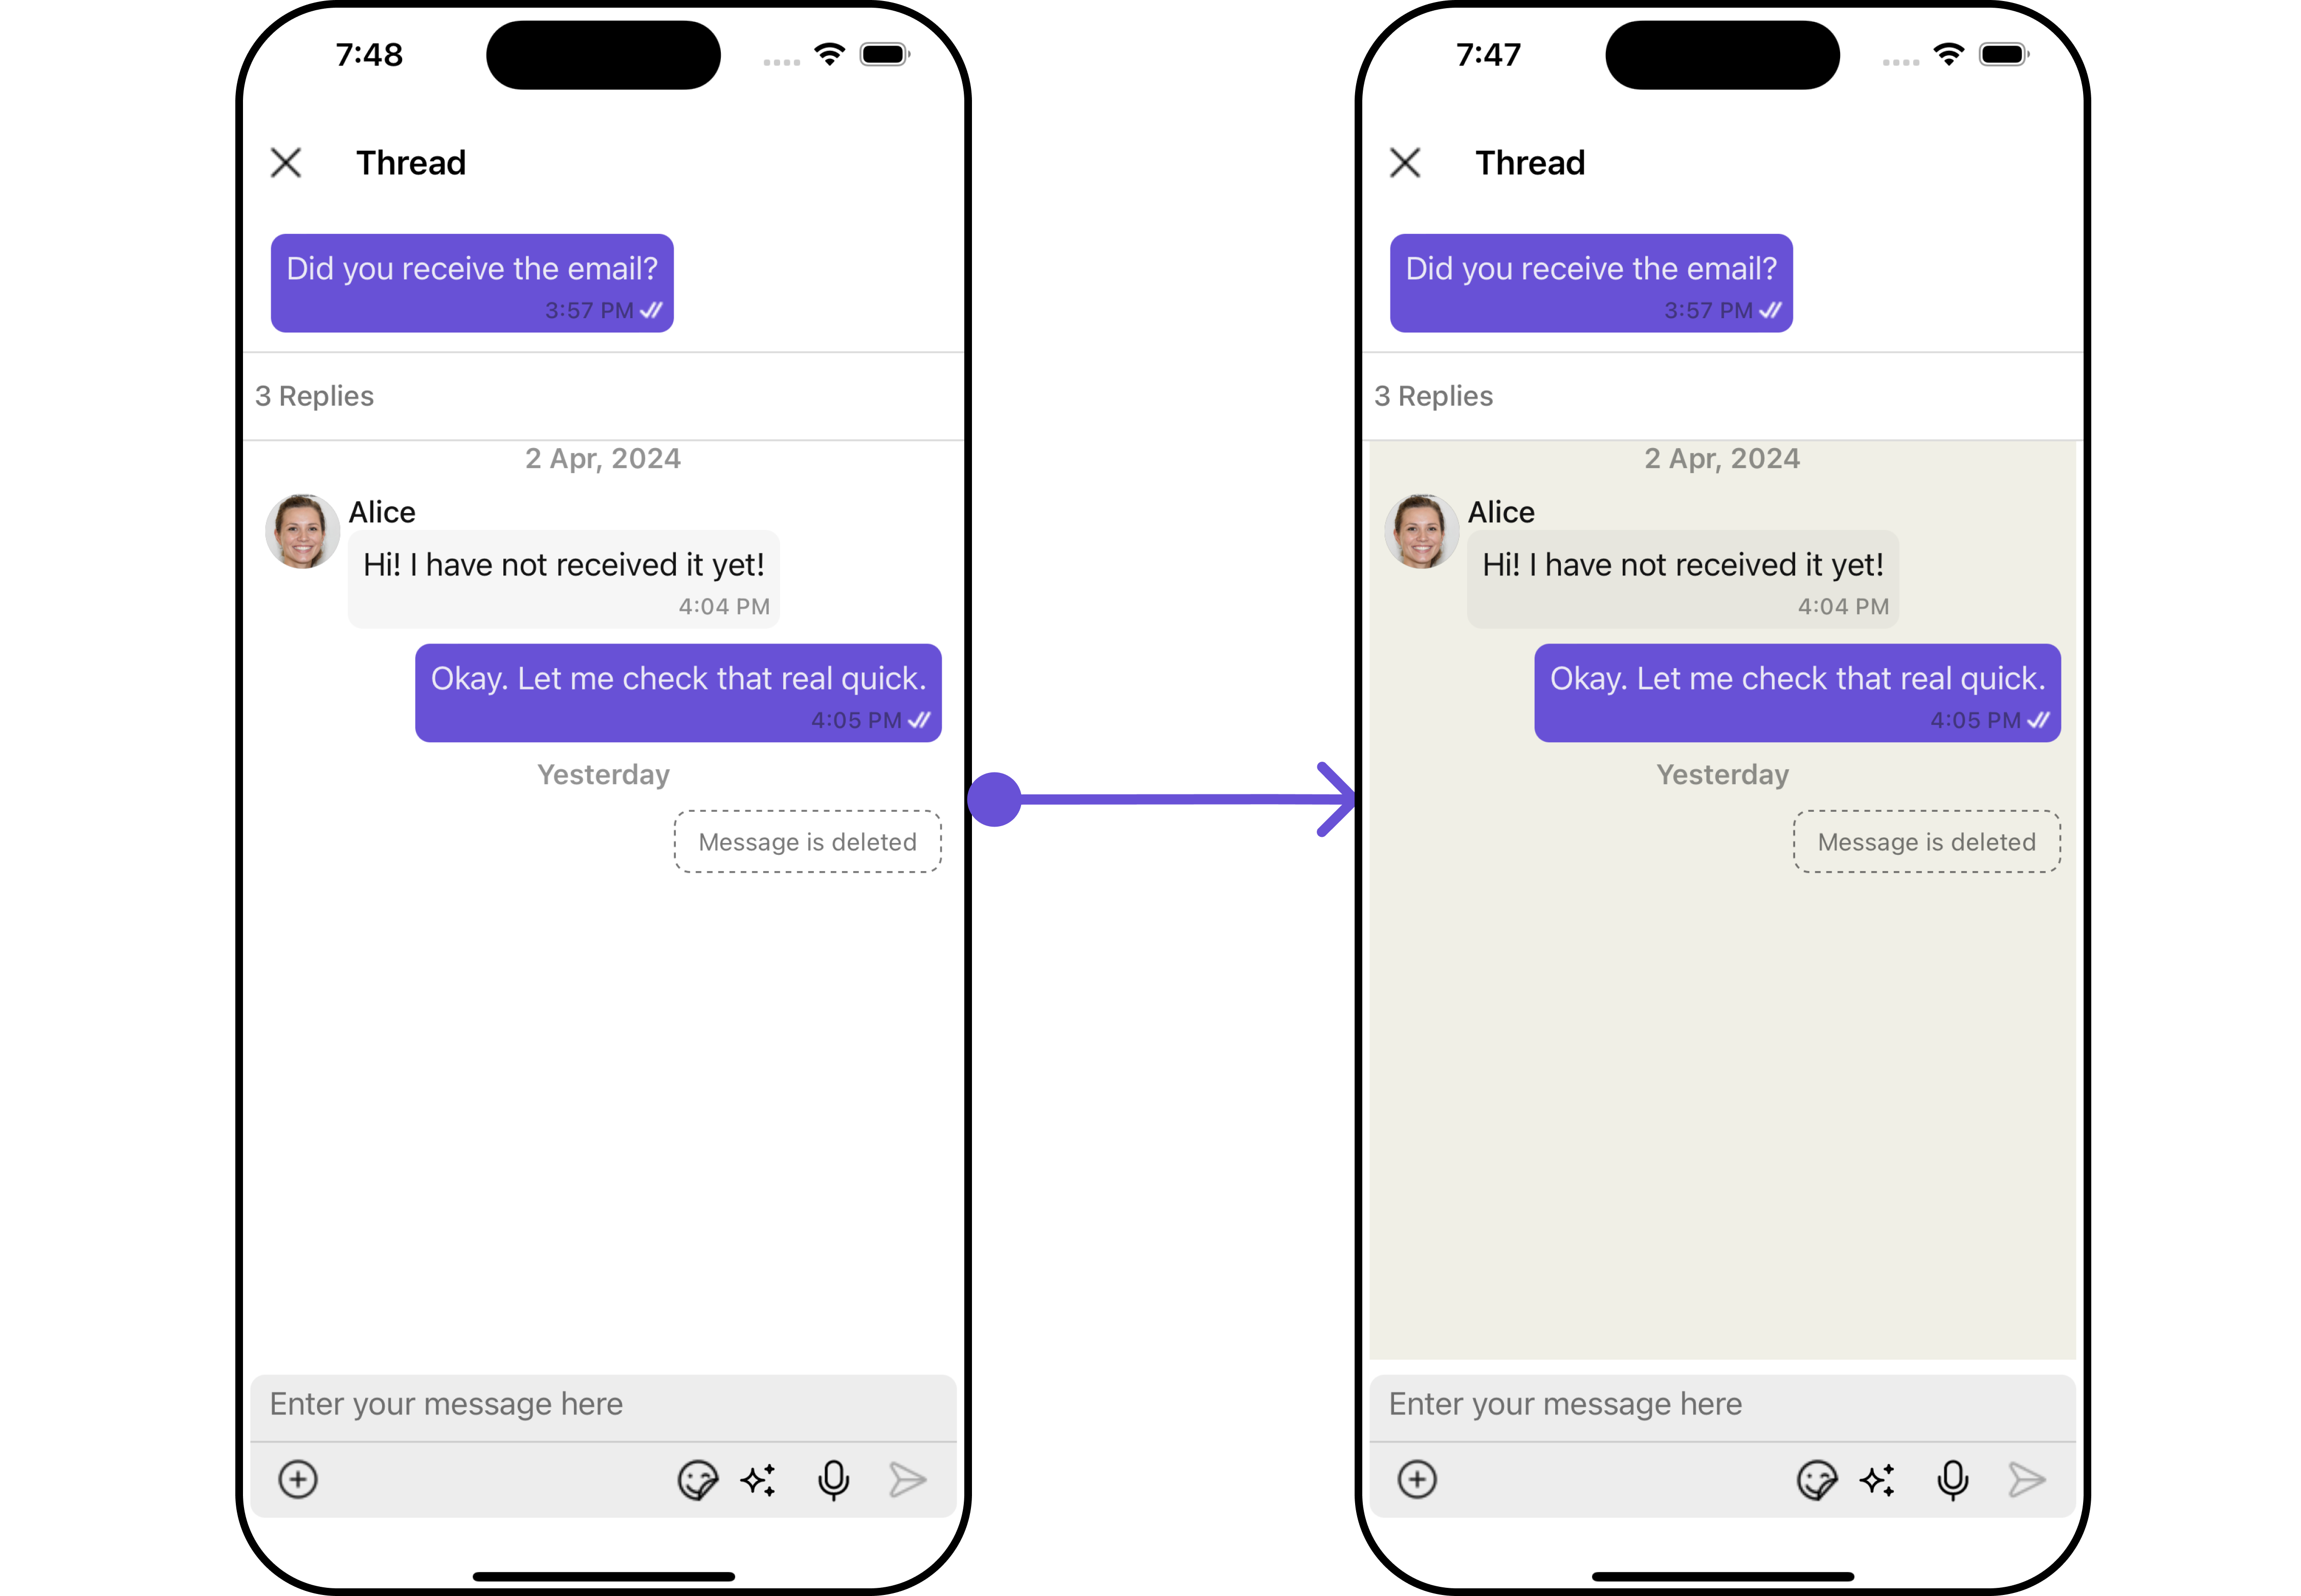 7:48
Thread
Did you receive the email?
3:57 PM
3 Replies
2 Apr, 2024
Alice
Hi! I have not received it yet!
4:04 PM
Okay. Let me check that real quick.
4:05 PM
Yesterday
Message is deleted
Enter your message here
7:47
Thread
Did you receive the email?
3:57 PM
3 Replies
2 Apr, 2024
Alice
Hi! I have not received it yet!
4:04 PM
Okay. Let me check that real quick.
4:05 PM
Yesterday
Message is deleted
Enter your message here